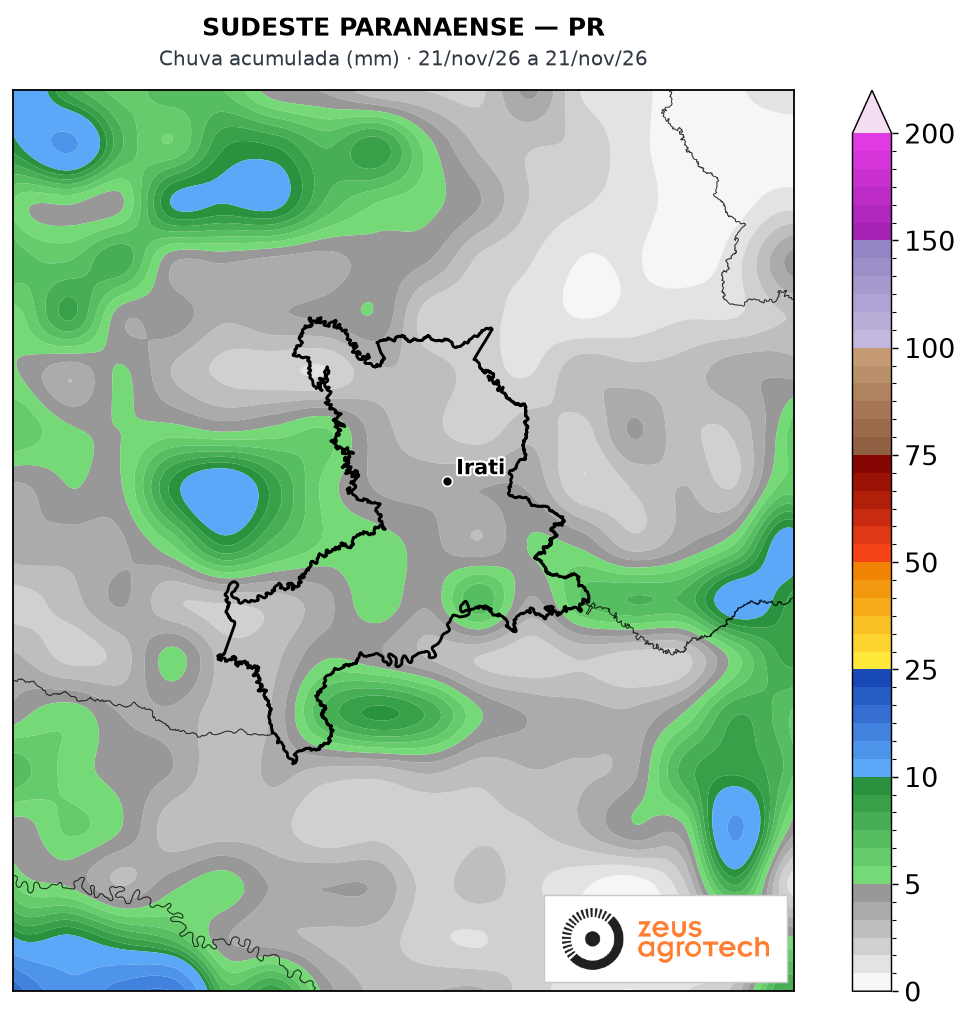 SUDESTE PARANAENSE — PR
Chuva acumulada (mm) · 21/nov/26 a 21/nov/26
200
150
100
75
50
25
10
5
0
Irati
zeus
agrotech